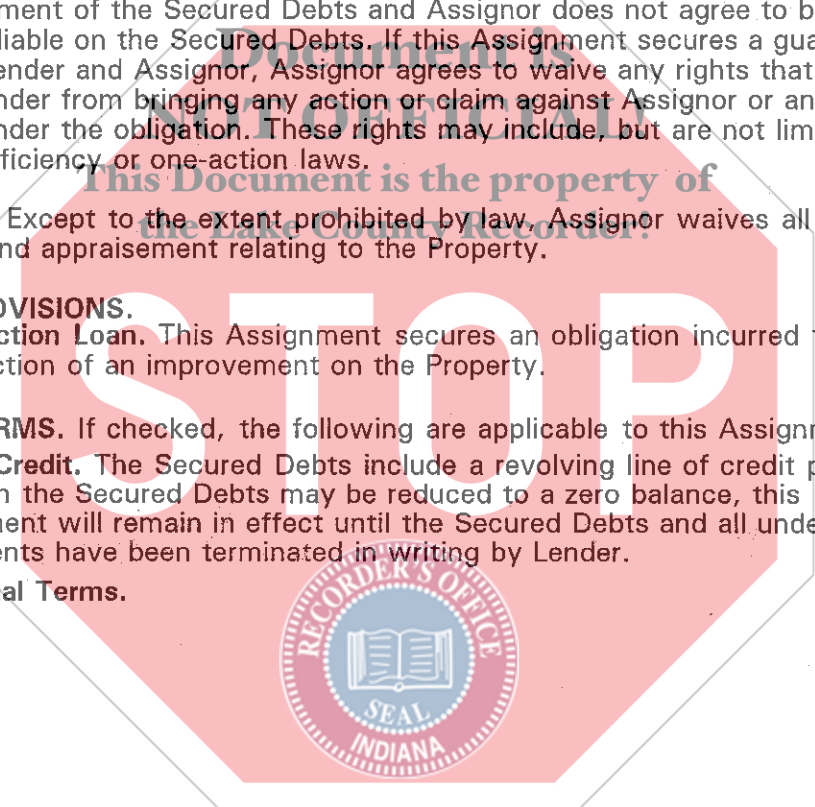 ment of the Secured Debts and Assignor does not agree to b
liable on the Secured Debts. If this Assignment secures a gua
ender and Assignor, Assignor agrees to waive any rights that
nder from bringing any action or claim against Assignor or an
nder the obligation. These rights may include, but are not lim
ficiency or one-action laws.
Document is
NOT OFFICIAL!
This Document is the property of
the Lake County Recorder!
Except to the extent prohibited by law, Assignor waives all
nd appraisement relating to the Property.
OVISIONS.
ction Loan. This Assignment secures an obligation incurred f
ction of an improvement on the Property.
STOP
RMS. If checked, the following are applicable to this Assignm
Credit. The Secured Debts include a revolving line of credit p
h the Secured Debts may be reduced to a zero balance, this
ment will remain in effect until the Secured Debts and all unde
ents have been terminated in writing by Lender.
al Terms.
RECORDER'S OFFICE
SEAL
INDIANA